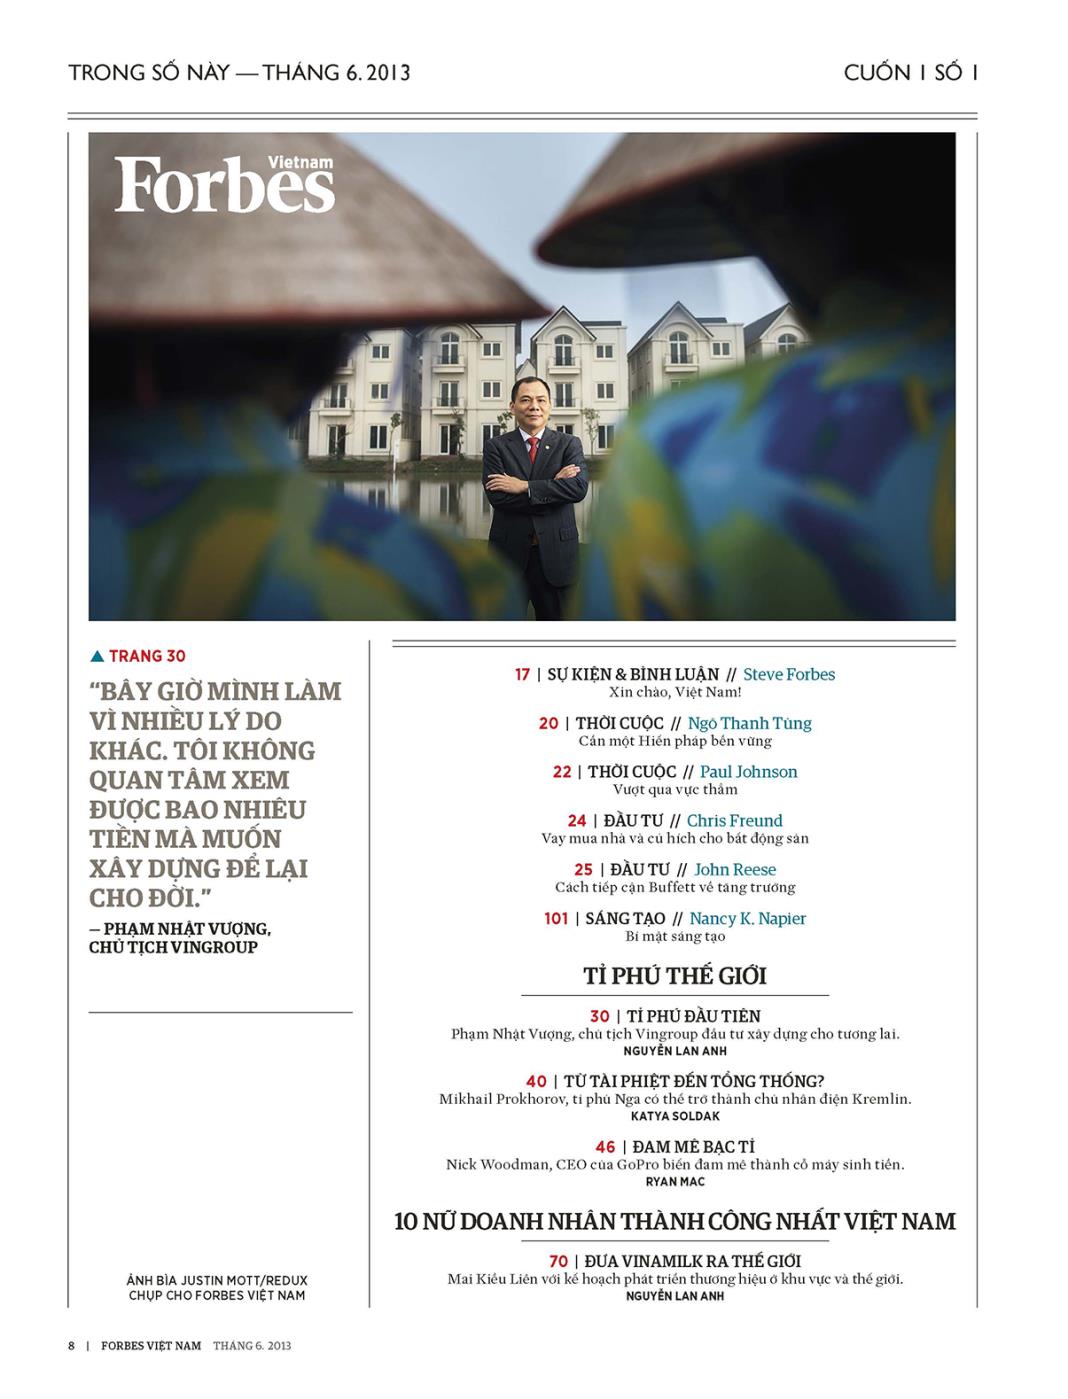 TRONG SỐ NÀY — THÁNG 6. 2013
CUỐN 1 SỐ 1
Forbes
Vietnam
▲ TRANG 30
“BÂY GIỜ MÌNH LÀM
VÌ NHIỀU LÝ DO
KHÁC. TÔI KHÔNG
QUAN TÂM XEM
ĐƯỢC BAO NHIÊU
TIỀN MÀ MUỐN
XÂY DỰNG ĐỂ LẠI
CHO ĐỜI.”
— PHẠM NHẬT VƯỢNG,
CHỦ TỊCH VINGROUP
ẢNH BÌA JUSTIN MOTT/REDUX
CHỤP CHO FORBES VIỆT NAM
17 | SỰ KIỆN & BÌNH LUẬN // Steve Forbes
Xin chào, Việt Nam!
20 | THỜI CUỘC // Ngô Thanh Tùng
Cần một Hiến pháp bền vững
22 | THỜI CUỘC // Paul Johnson
Vượt qua vực thẳm
24 | ĐẦU TƯ // Chris Freund
Vay mua nhà và cú hích cho bất động sản
25 | ĐẦU TƯ // John Reese
Cách tiếp cận Buffett về tăng trưởng
101 | SÁNG TẠO // Nancy K. Napier
Bí mật sáng tạo
TỈ PHÚ THẾ GIỚI
30 | TỈ PHÚ ĐẦU TIÊN
Phạm Nhật Vượng, chủ tịch Vingroup đầu tư xây dựng cho tương lai.
NGUYỄN LAN ANH
40 | TỪ TÀI PHIỆT ĐẾN TỔNG THỐNG?
Mikhail Prokhorov, tỉ phú Nga có thể trở thành chủ nhân điện Kremlin.
KATYA SOLDAK
46 | ĐAM MÊ BẠC TỈ
Nick Woodman, CEO của GoPro biến đam mê thành cỗ máy sinh tiền.
RYAN MAC
10 NỮ DOANH NHÂN THÀNH CÔNG NHẤT VIỆT NAM
70 | ĐƯA VINAMILK RA THẾ GIỚI
Mai Kiều Liên với kế hoạch phát triển thương hiệu ở khu vực và thế giới.
NGUYỄN LAN ANH
8 | FORBES VIỆT NAM THÁNG 6. 2013